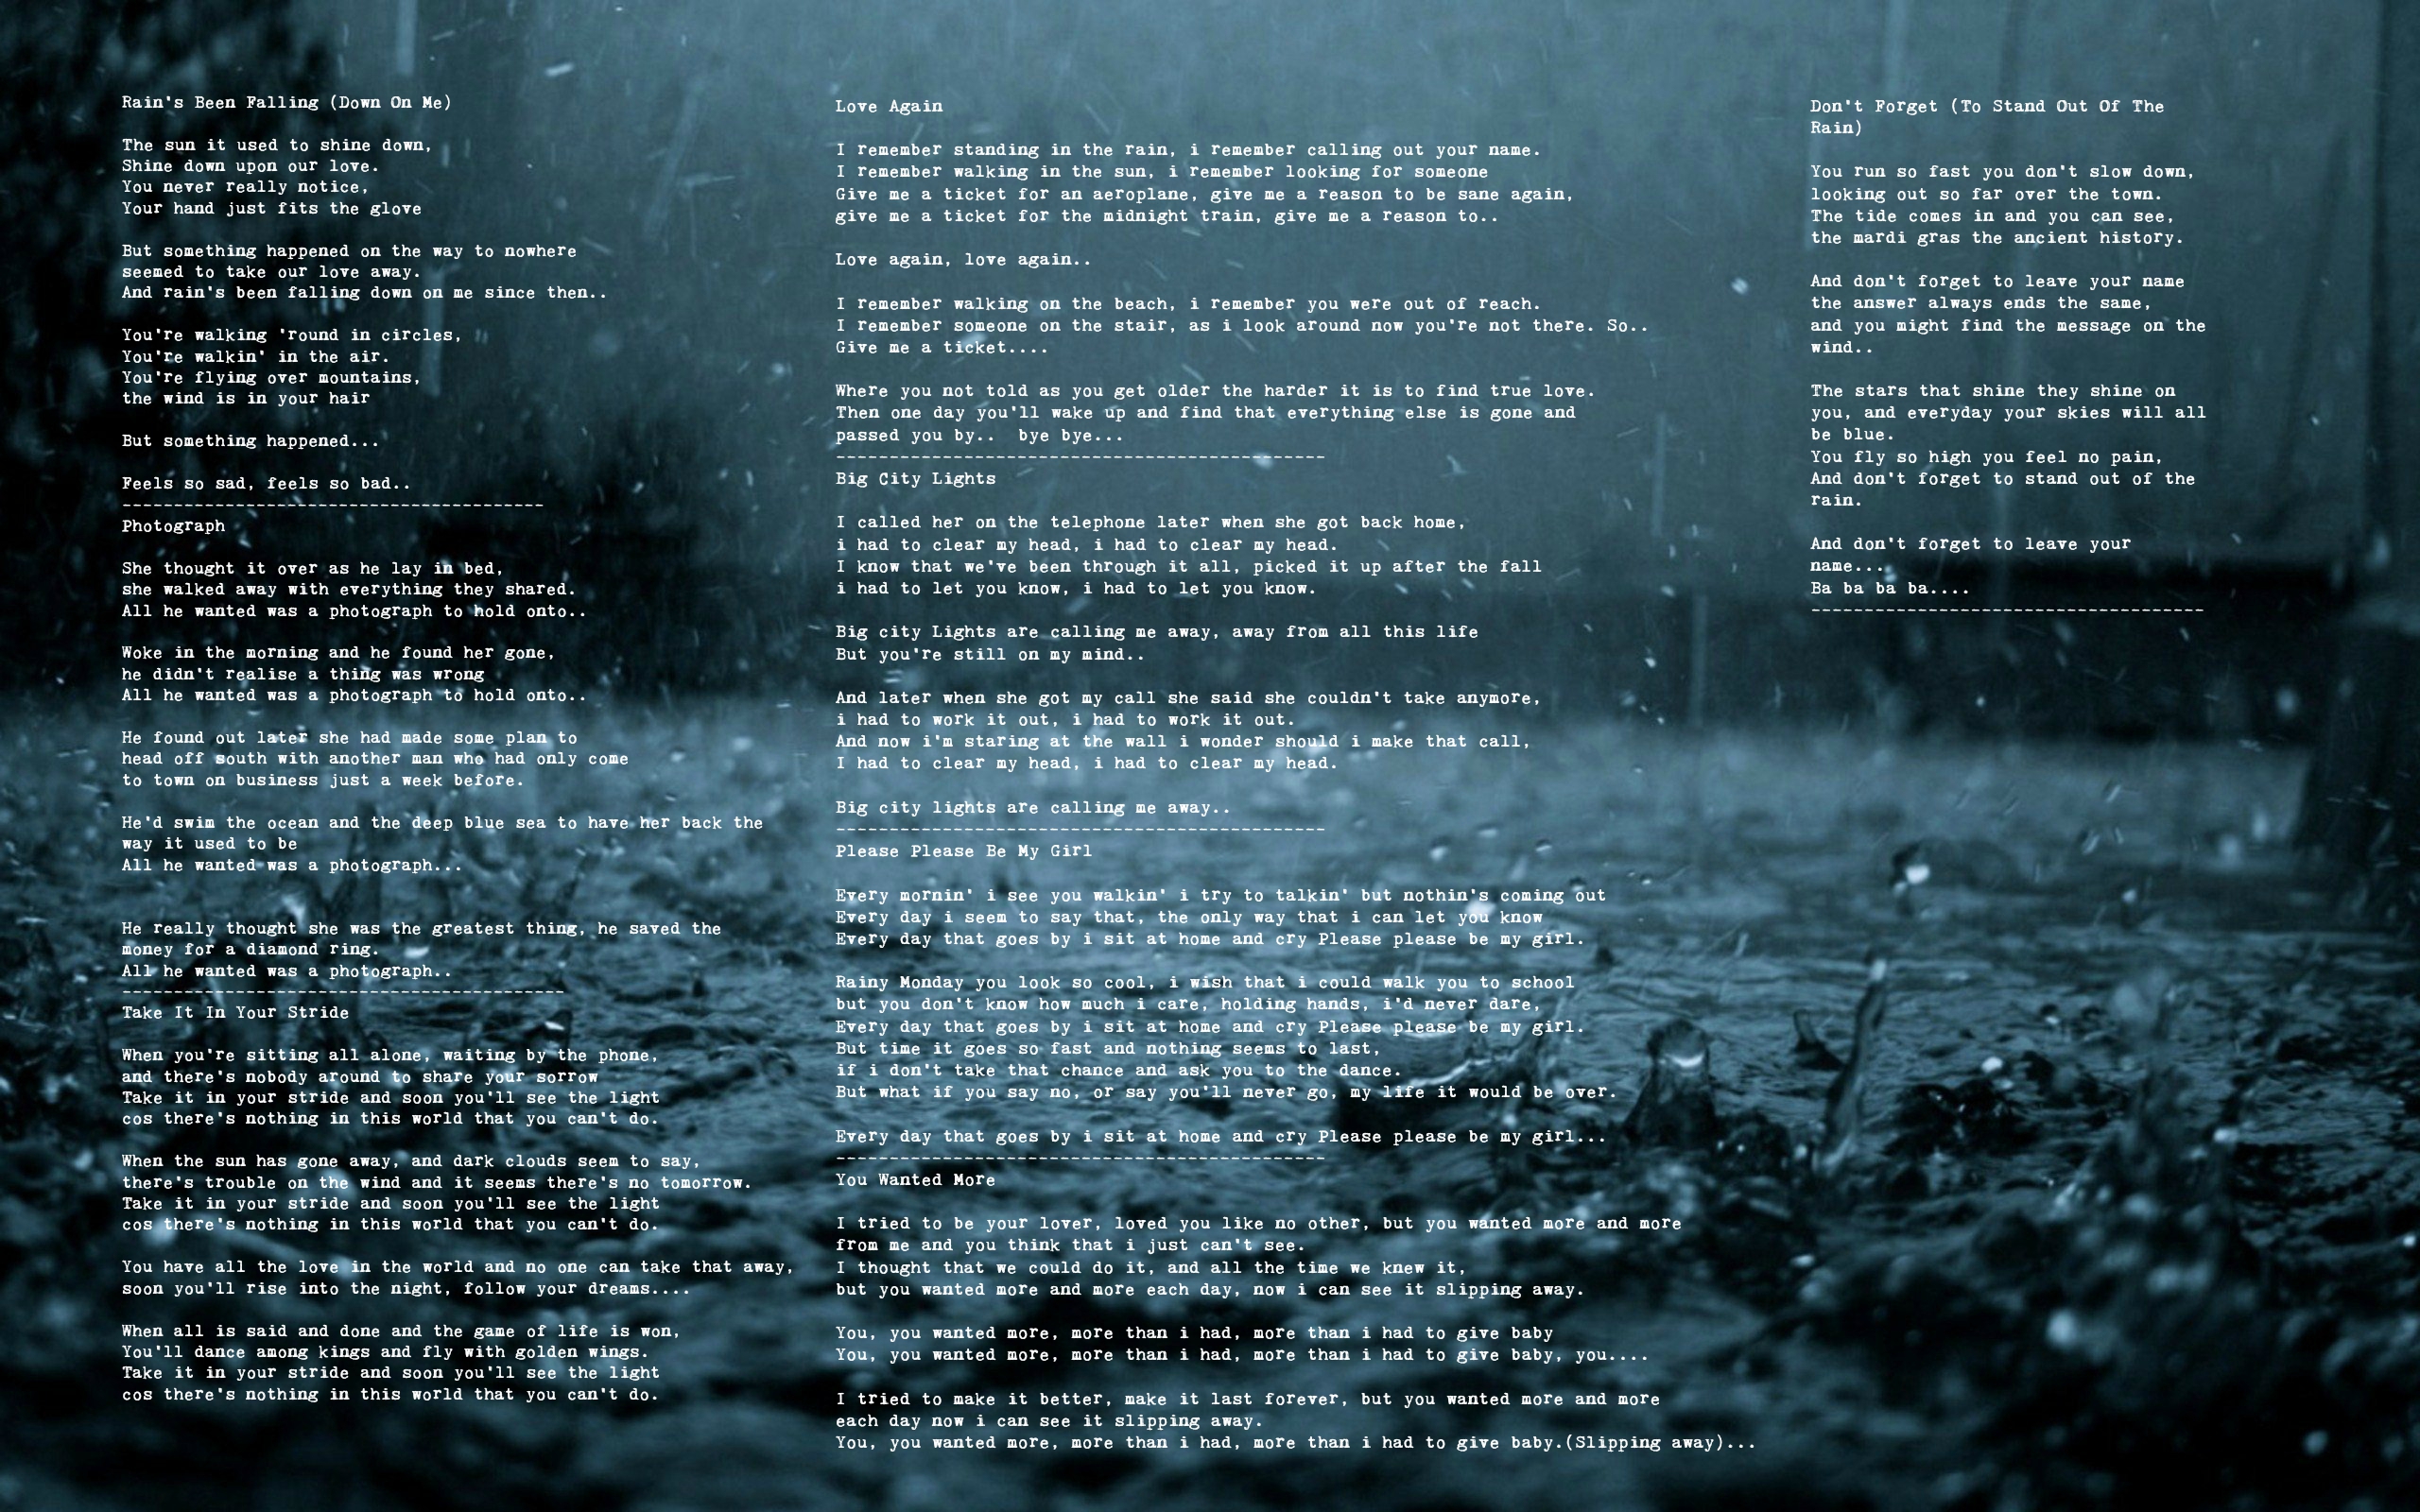 Rain's Been Falling (Down On Me)
The sun it used to shine down,
Shine down upon our love.
You never really notice,
Your hand just fits the glove
But something happened on the way to nowhere
seemed to take our love away.
And rain's been falling down on me since then..
You're walking 'round in circles,
You're walkin' in the air.
You're flying over mountains,
the wind is in your hair
But something happened...
Feels so sad, feels so bad..
-----------------------------------------
Photograph
She thought it over as he lay in bed,
she walked away with everything they shared.
All he wanted was a photograph to hold onto..
Woke in the morning and he found her gone,
he didn't realise a thing was wrong
All he wanted was a photograph to hold onto..
He found out later she had made some plan to
head off south with another man who had only come
to town on business just a week before.
He'd swim the ocean and the deep blue sea to have her back the
way it used to be
All he wanted was a photograph...
He really thought she was the greatest thing, he saved the
money for a diamond ring.
All he wanted was a photograph..
-------------------------------------------
Take It In Your Stride
When you're sitting all alone, waiting by the phone,
and there's nobody around to share your sorrow
Take it in your stride and soon you'll see the light
cos there's nothing in this world that you can't do.
When the sun has gone away, and dark clouds seem to say,
there's trouble on the wind and it seems there's no tomorrow.
Take it in your stride and soon you'll see the light
cos there's nothing in this world that you can't do.
You have all the love in the world and no one can take that away,
soon you'll rise into the night, follow your dreams....
When all is said and done and the game of life is won,
You'll dance among kings and fly with golden wings.
Take it in your stride and soon you'll see the light
cos there's nothing in this world that you can't do.
Love Again
I remember standing in the rain, i remember calling out your name.
I remember walking in the sun, i remember looking for someone
Give me a ticket for an aeroplane, give me a reason to be sane again,
give me a ticket for the midnight train, give me a reason to..
Love again, love again..
I remember walking on the beach, i remember you were out of reach.
I remember someone on the stair, as i look around now you're not there. So..
Give me a ticket....
Where you not told as you get older the harder it is to find true love.
Then one day you'll wake up and find that everything else is gone and
passed you by..  bye bye...
----------------------------------------------
Big City Lights
I called her on the telephone later when she got back home,
i had to clear my head, i had to clear my head.
I know that we've been through it all, picked it up after the fall
i had to let you know, i had to let you know.
Big city Lights are calling me away, away from all this life
But you're still on my mind..
And later when she got my call she said she couldn't take anymore,
i had to work it out, i had to work it out.
And now i'm staring at the wall i wonder should i make that call,
I had to clear my head, i had to clear my head.
Big city lights are calling me away..
----------------------------------------------
Please Please Be My Girl
Every mornin' i see you walkin' i try to talkin' but nothin's coming out
Every day i seem to say that, the only way that i can let you know
Every day that goes by i sit at home and cry Please please be my girl.
Rainy Monday you look so cool, i wish that i could walk you to school
but you don't know how much i care, holding hands, i'd never dare,
Every day that goes by i sit at home and cry Please please be my girl.
But time it goes so fast and nothing seems to last,
if i don't take that chance and ask you to the dance.
But what if you say no, or say you'll never go, my life it would be over.
Every day that goes by i sit at home and cry Please please be my girl...
----------------------------------------------
You Wanted More
I tried to be your lover, loved you like no other, but you wanted more and more
from me and you think that i just can't see.
I thought that we could do it, and all the time we knew it,
but you wanted more and more each day, now i can see it slipping away.
You, you wanted more, more than i had, more than i had to give baby
You, you wanted more, more than i had, more than i had to give baby, you....
I tried to make it better, make it last forever, but you wanted more and more
each day now i can see it slipping away.
You, you wanted more, more than i had, more than i had to give baby.(Slipping away)...
Don't Forget (To Stand Out Of The
Rain)
You run so fast you don't slow down,
looking out so far over the town.
The tide comes in and you can see,
the mardi gras the ancient history.
And don't forget to leave your name
the answer always ends the same,
and you might find the message on the
wind..
The stars that shine they shine on
you, and everyday your skies will all
be blue.
You fly so high you feel no pain,
And don't forget to stand out of the
rain.
And don't forget to leave your
name...
Ba ba ba ba....
-------------------------------------